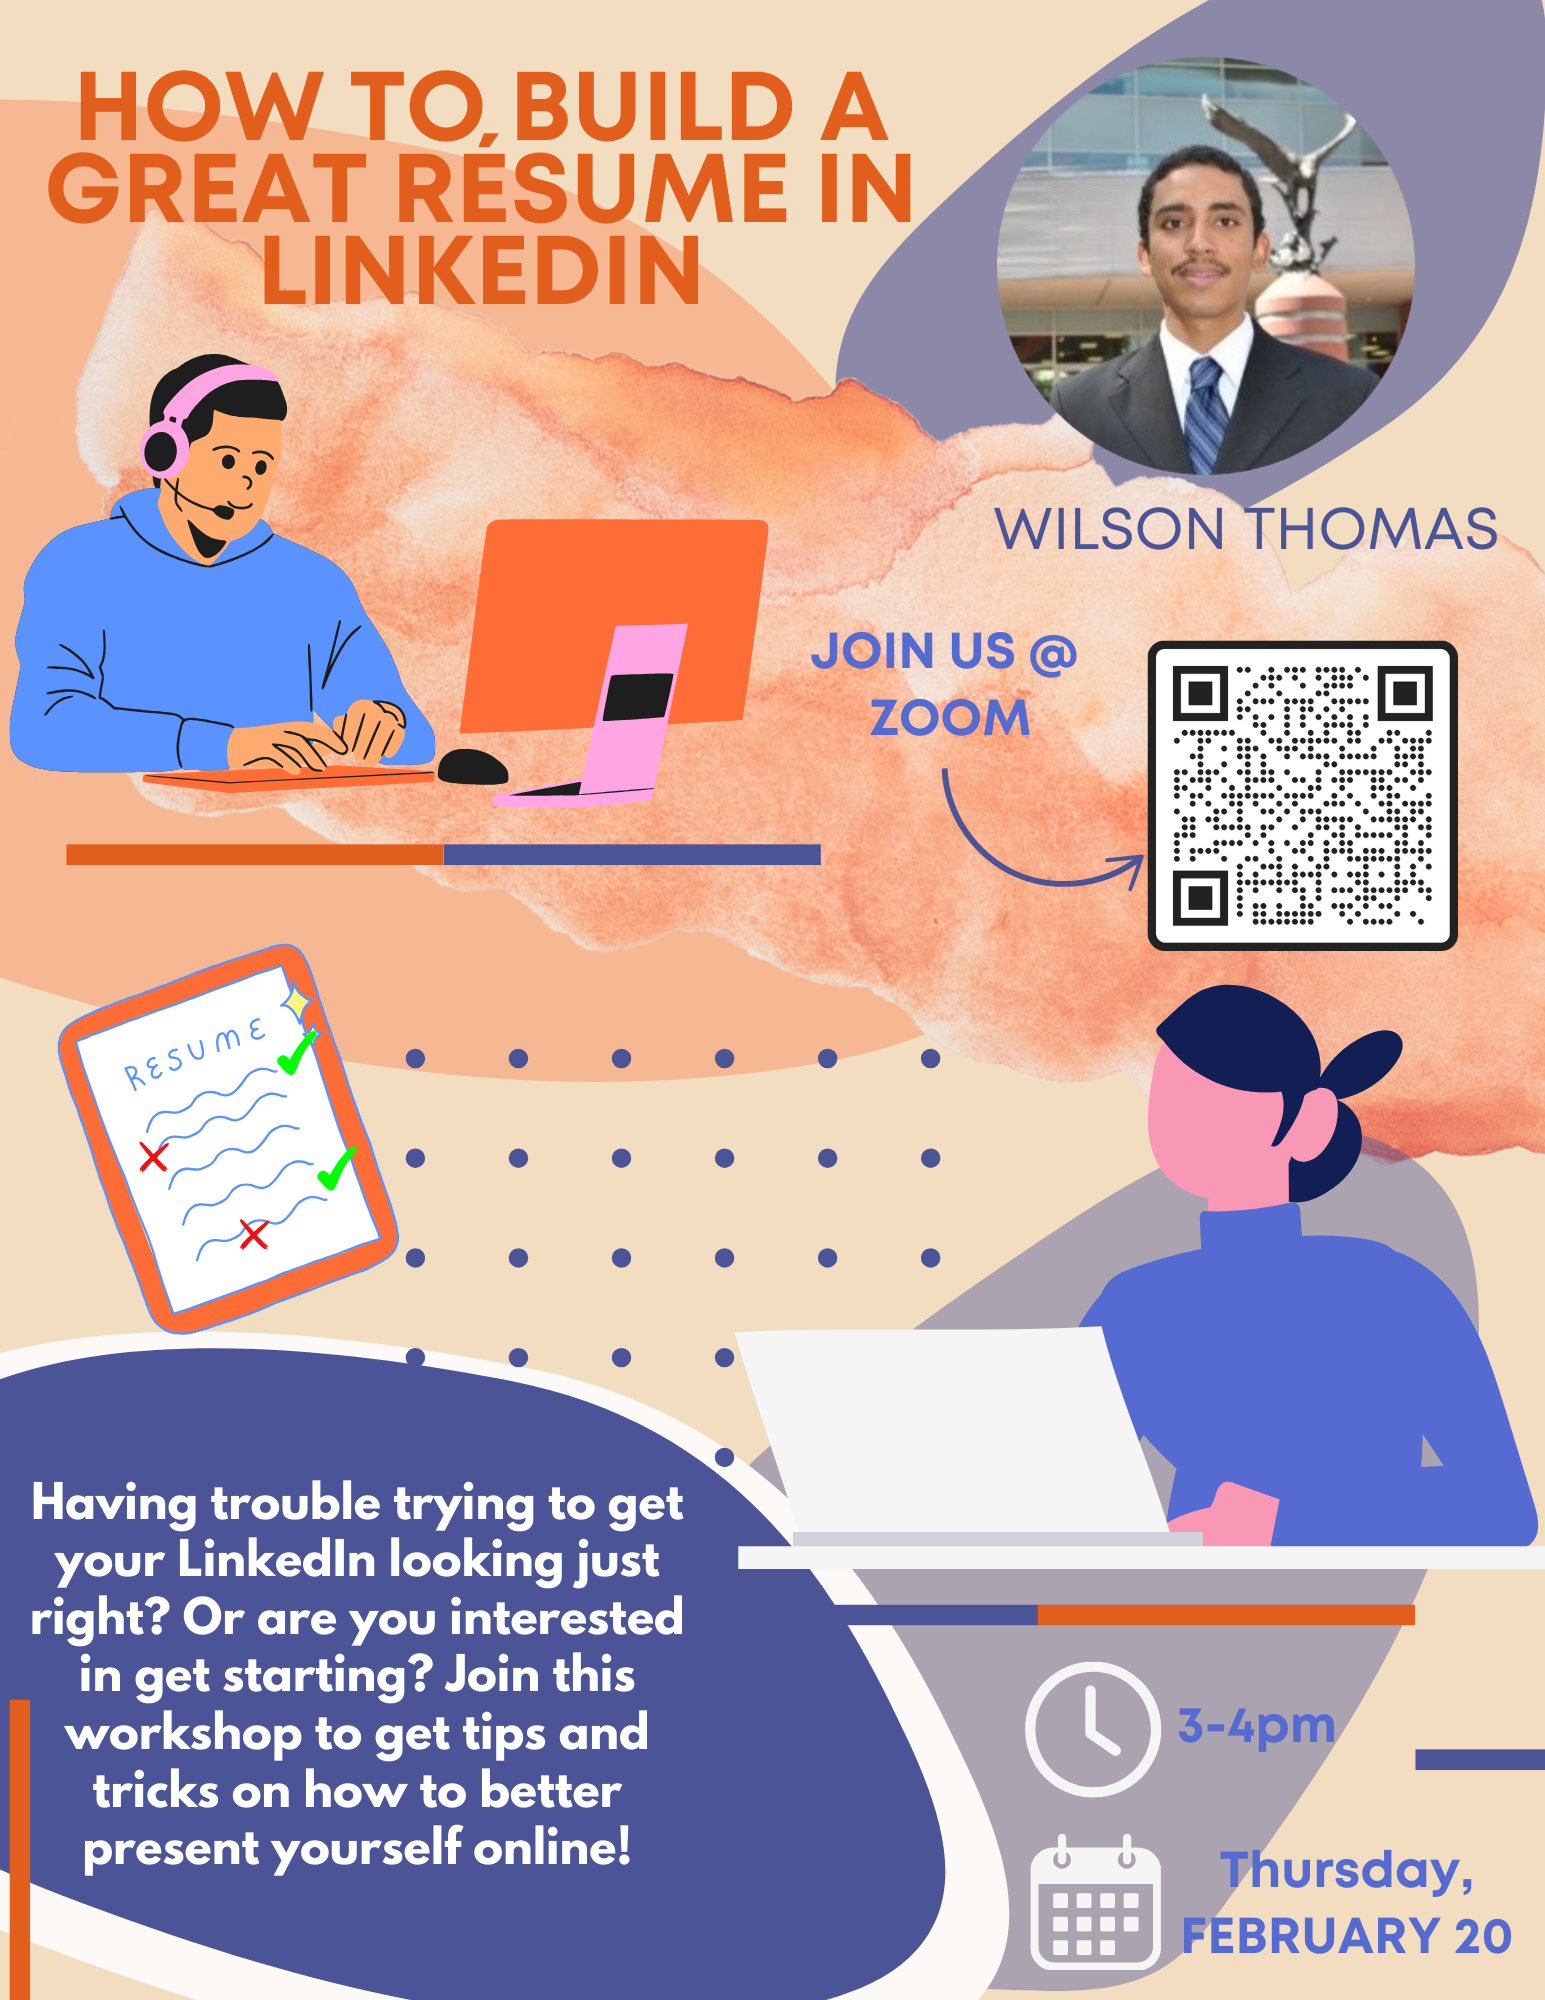 HOW TO BUILD A
GREAT RÉSUME IN
LINKEDIN
WILSON THOMAS
JOIN US @
ZOOM
RESUME
Having trouble trying to get
your LinkedIn looking just
right? Or are you interested
in get starting? Join this
workshop to get tips and
tricks on how to better
present yourself online!
3-4pm
Thursday,
FEBRUARY 20